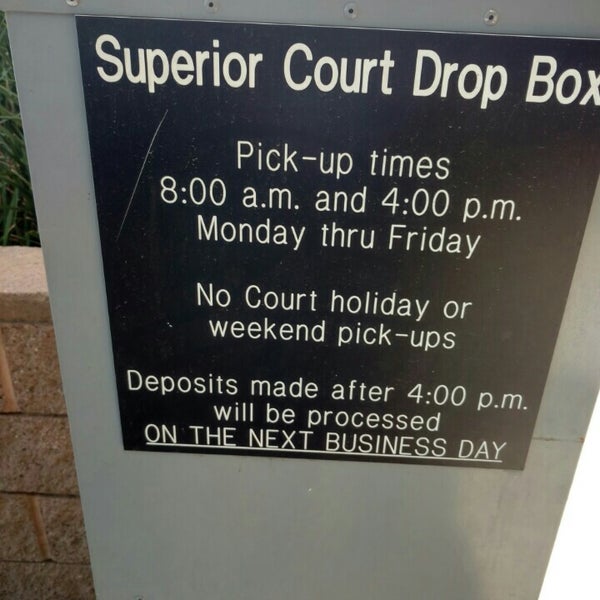 Superior Court Drop Box
Pick-up times
8:00 a.m. and 4:00 p.m.
Monday thru Friday
No Court holiday or
weekend pick-ups
Deposits made after 4:00 p.m.
will be processed
ON THE NEXT BUSINESS DAY